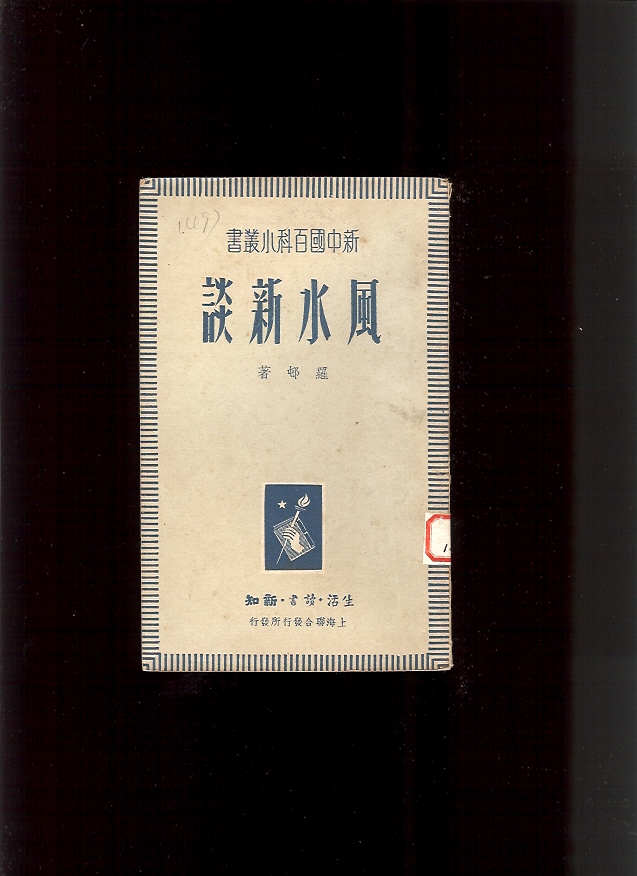 新中國百科小叢書
風水新談
羅邨著
生活·讀書·新知
上海聯合發行所發行